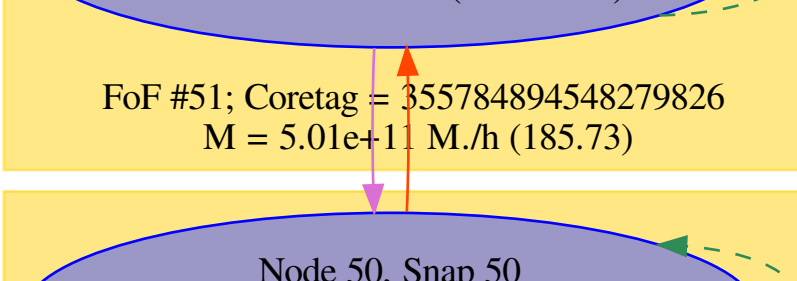 FoF #51; Coretag = 355784894548279826
M = 5.01e+11 M./h (185.73)
Node 50, Snap 50